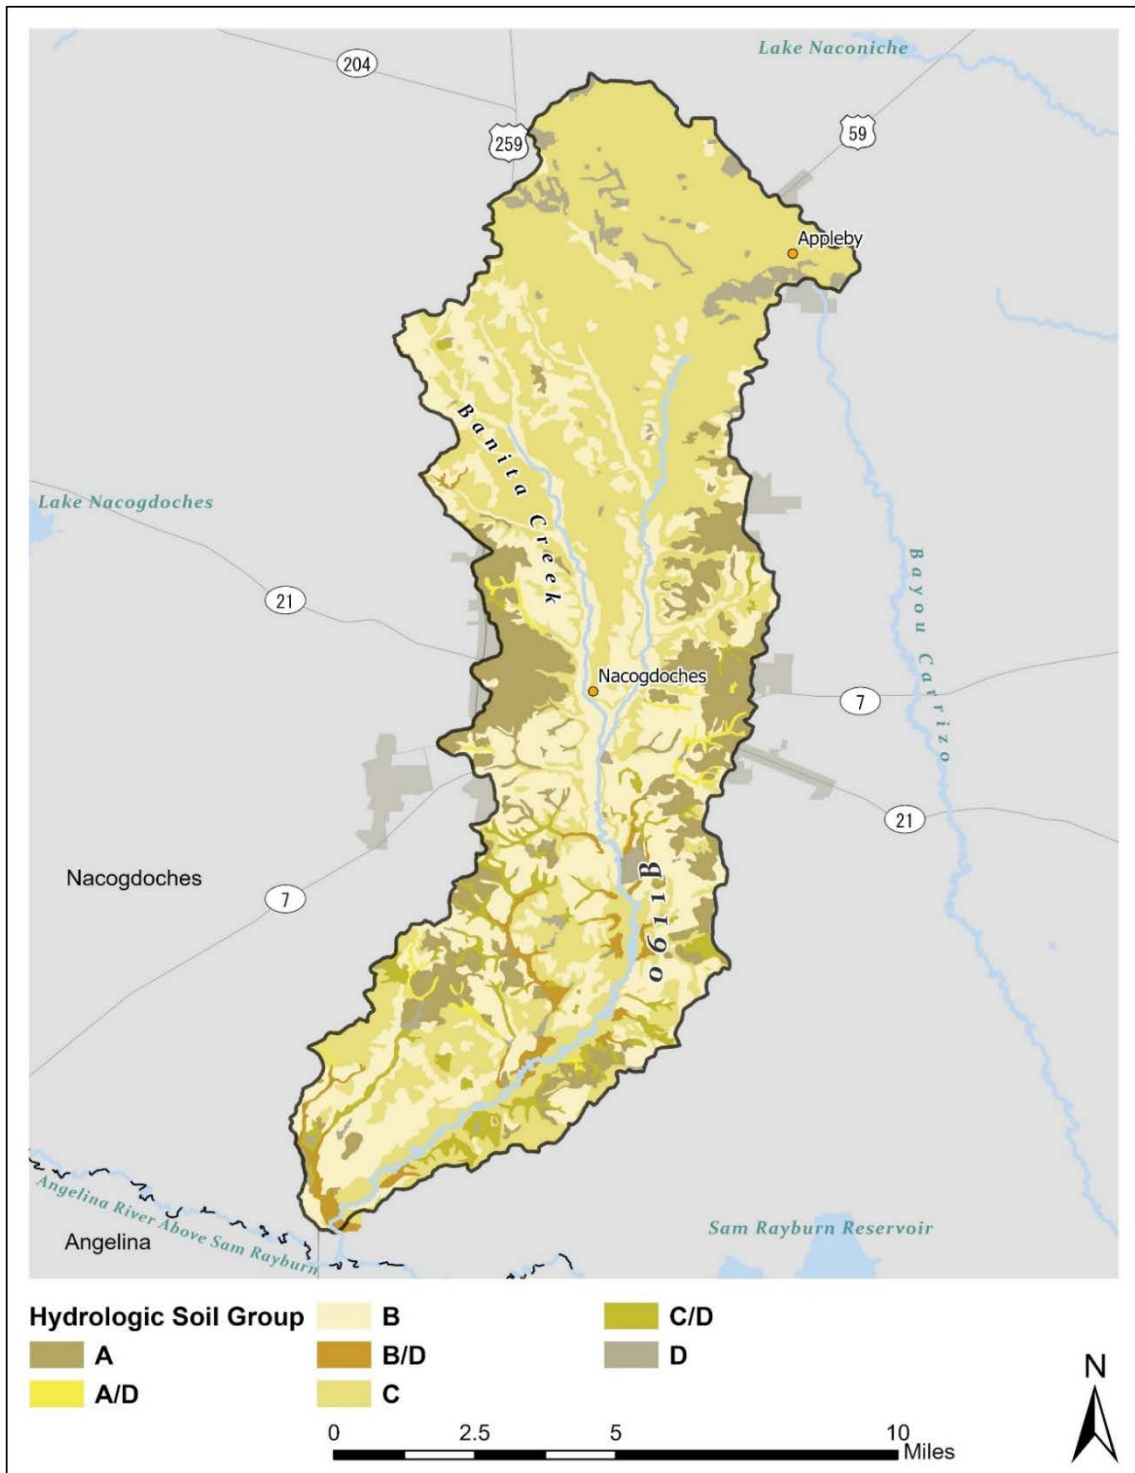 Lake Naconiche
204
259
59
Appleby
Banita Creek
Lake Nacogdoches
21
Bayou Carrizo
Nacogdoches
7
21
0611B
Nacogdoches
7
Angelina River Above Sam Rayburn
Angelina
Sam Rayburn Reservoir
Hydrologic Soil Group
A
A/D
B
B/D
C
C/D
D
N
0 2.5 5 10
Miles